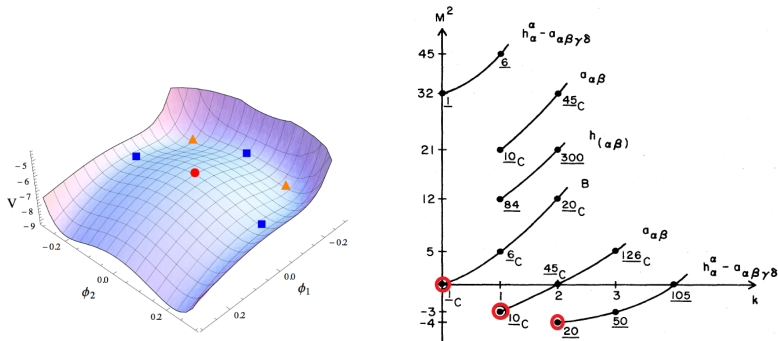 V
-5
-6
-7
-8
-9
-0.2
0.0
0.2
ϕ₂
-0.2
0.0
0.2
ϕ₁
M²
45
32
21
12
5
-3
-4
h^α_α - a_αβγδ
6
1
a_αβ
45_C
10_C
h_(αβ)
300
84
B
20_C
6_C
1_C
a_αβ
126_C
45_C
10_C
h^α_α - a_αβγδ
105
50
20
1 2 3 k